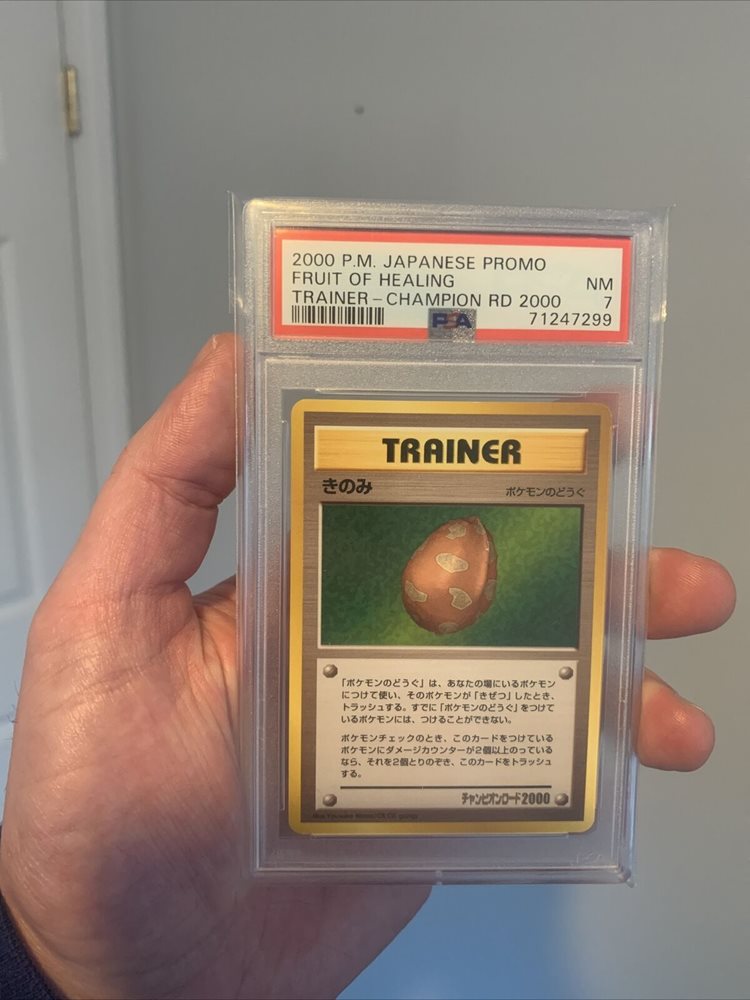 2000 P.M. JAPANESE PROMO
FRUIT OF HEALING NM
TRAINER – CHAMPION RD 2000 7
PSA 71247299
TRAINER
きのみ ポケモンのどうぐ
「ポケモンのどうぐ」は、あなたの場にいるポケモン
につけて使い、そのポケモンが「きぜつ」したとき、
トラッシュする。すでに「ポケモンのどうぐ」をつけて
いるポケモンには、つけることができない。
ポケモンチェックのとき、このカードをつけている
ポケモンにダメージカウンターが2個以上のっている
なら、それを2個とりのぞき、このカードをトラッシュ
する。
チャンピオンロード2000